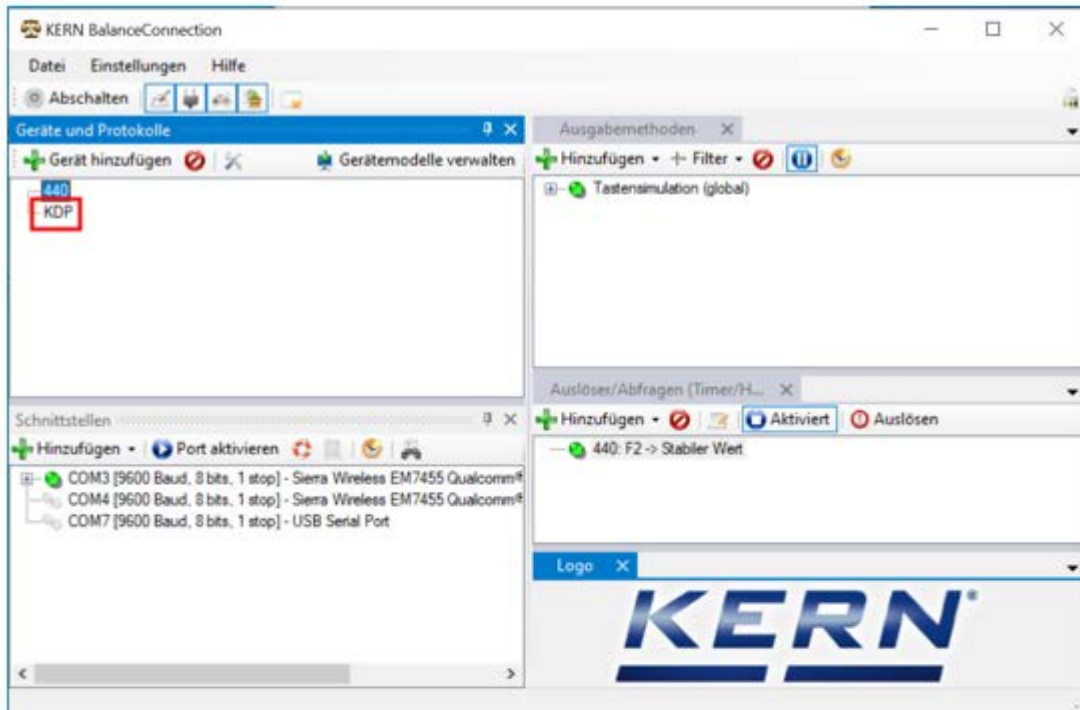 KERN BalanceConnection
Datei Einstellungen Hilfe
Abschalten
Geräte und Protokolle
Gerät hinzufügen Gerätemodelle verwalten
440
KDP
Ausgabemethoden
Hinzufügen Filter
Tastensimulation (global)
Schnittstellen
Hinzufügen Port aktivieren
COM3 [9600 Baud, 8 bits, 1 stop] - Sierra Wireless EM7455 Qualcomm®
COM4 [9600 Baud, 8 bits, 1 stop] - Sierra Wireless EM7455 Qualcomm®
COM7 [9600 Baud, 8 bits, 1 stop] - USB Serial Port
Auslöser/Abfragen (Timer/H...
Hinzufügen Aktiviert Auslösen
440: F2 -> Stabiler Wert
Logo
KERN®